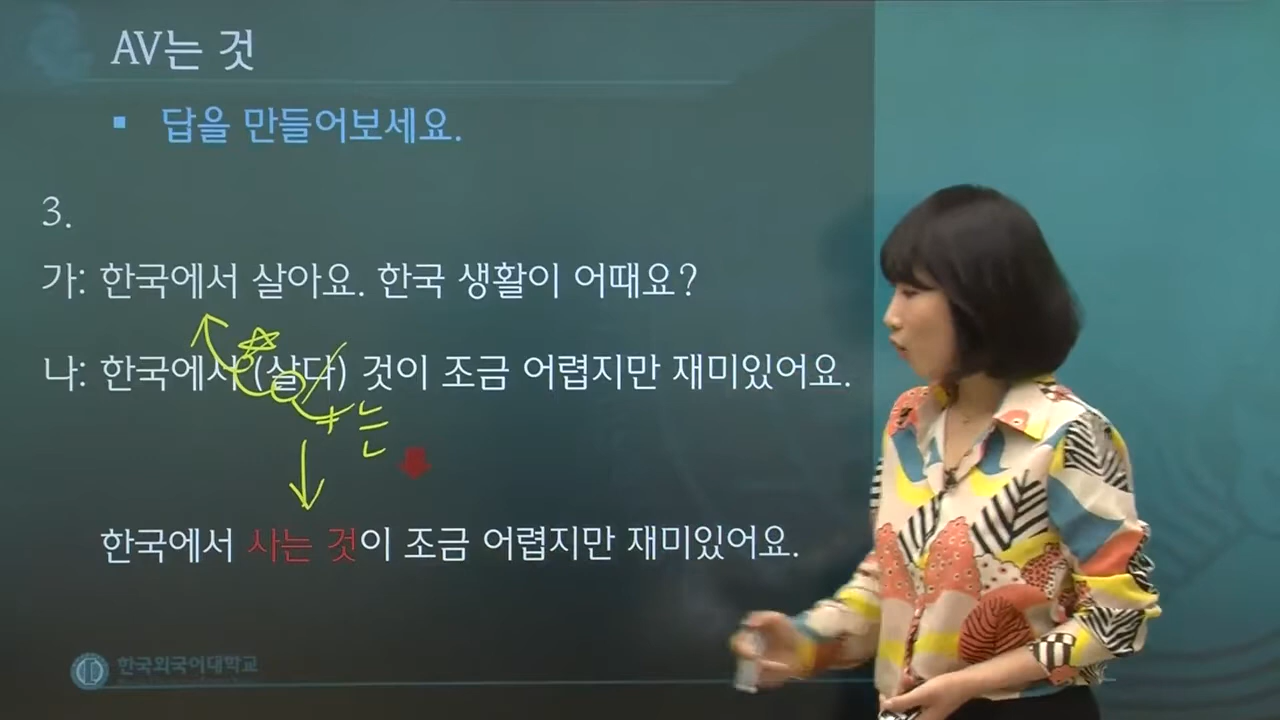 AV는 것
▪ 답을 만들어보세요.
3.
가: 한국에서 살아요. 한국 생활이 어때요?
나: 한국에서 (살다) 것이 조금 어렵지만 재미있어요.
+ 는
한국에서 사는 것이 조금 어렵지만 재미있어요.
한국외국어대학교